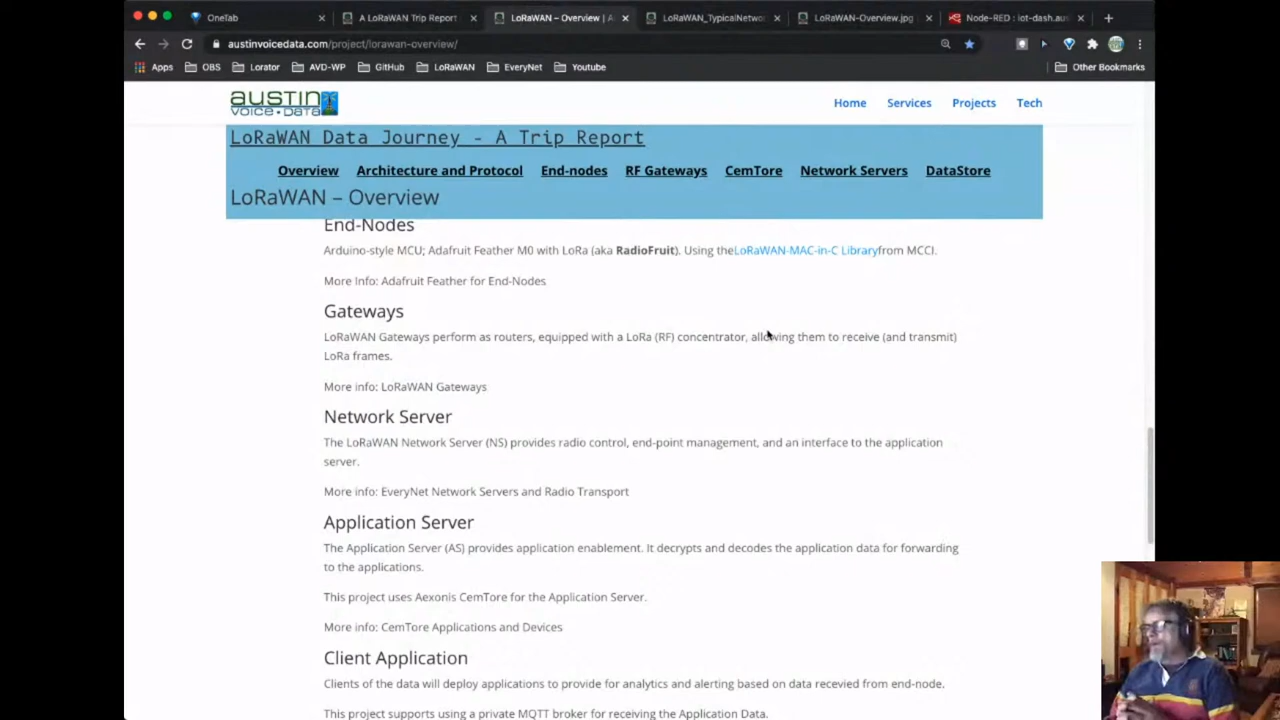 OneTab
A LoRaWAN Trip Report
LoRaWAN – Overview | A
LoRaWAN_TypicalNetwo
LoRaWAN-Overview.jpg
Node-RED : iot-dash.aus
austinvoicedata.com/project/lorawan-overview/
Apps OBS Lorator AVD-WP GitHub LoRaWAN EveryNet Youtube Other Bookmarks
AUSTIN
VOICE•DATA
Home Services Projects Tech
LoRaWAN Data Journey - A Trip Report
Overview Architecture and Protocol End-nodes RF Gateways CemTore Network Servers DataStore
LoRaWAN – Overview
End-Nodes
Arduino-style MCU; Adafruit Feather M0 with LoRa (aka RadioFruit). Using theLoRaWAN-MAC-in-C Libraryfrom MCCI.
More Info: Adafruit Feather for End-Nodes
Gateways
LoRaWAN Gateways perform as routers, equipped with a LoRa (RF) concentrator, allowing them to receive (and transmit)
LoRa frames.
More info: LoRaWAN Gateways
Network Server
The LoRaWAN Network Server (NS) provides radio control, end-point management, and an interface to the application
server.
More info: EveryNet Network Servers and Radio Transport
Application Server
The Application Server (AS) provides application enablement. It decrypts and decodes the application data for forwarding
to the applications.
This project uses Aexonis CemTore for the Application Server.
More info: CemTore Applications and Devices
Client Application
Clients of the data will deploy applications to provide for analytics and alerting based on data recevied from end-node.
This project supports using a private MQTT broker for receiving the Application Data.